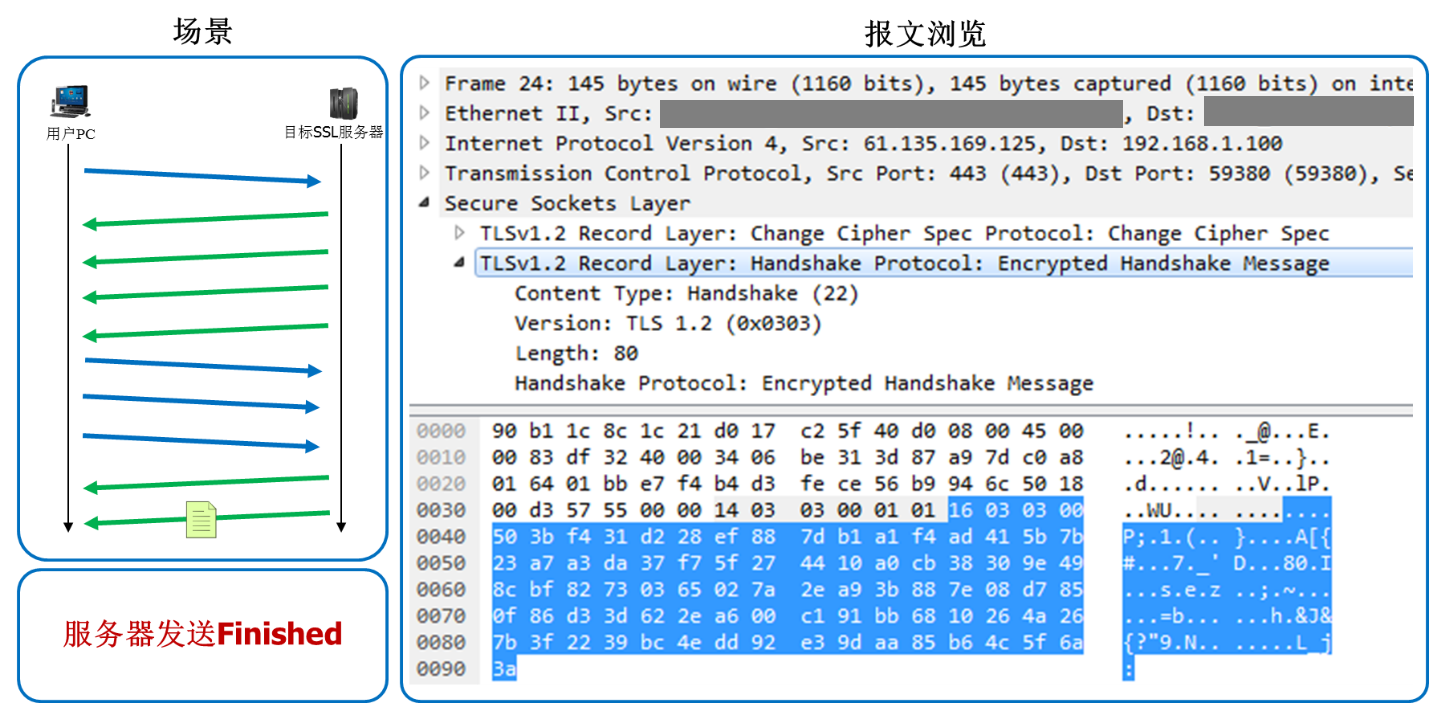 场景
用户PC
目标SSL服务器
服务器发送Finished
报文浏览
Frame 24: 145 bytes on wire (1160 bits), 145 bytes captured (1160 bits) on inte
Ethernet II, Src: , Dst:
Internet Protocol Version 4, Src: 61.135.169.125, Dst: 192.168.1.100
Transmission Control Protocol, Src Port: 443 (443), Dst Port: 59380 (59380), Se
Secure Sockets Layer
TLSv1.2 Record Layer: Change Cipher Spec Protocol: Change Cipher Spec
TLSv1.2 Record Layer: Handshake Protocol: Encrypted Handshake Message
Content Type: Handshake (22)
Version: TLS 1.2 (0x0303)
Length: 80
Handshake Protocol: Encrypted Handshake Message
0000 90 b1 1c 8c 1c 21 d0 17 c2 5f 40 d0 08 00 45 00 .....!.. ._@...E.
0010 00 83 df 32 40 00 34 06 be 31 3d 87 a9 7d c0 a8 ...2@.4. .1=..}..
0020 01 64 01 bb e7 f4 b4 d3 fe ce 56 b9 94 6c 50 18 .d...... ..V..lP.
0030 00 d3 57 55 00 00 14 03 03 00 01 01 16 03 03 00 ..WU.... ........
0040 50 3b f4 31 d2 28 ef 88 7d b1 a1 f4 ad 41 5b 7b P;.1.(.. }....A[{
0050 23 a7 a3 da 37 f7 5f 27 44 10 a0 cb 38 30 9e 49 #...7._' D...80.I
0060 8c bf 82 73 03 65 02 7a 2e a9 3b 88 7e 08 d7 85 ...s.e.z ..;.~...
0070 0f 86 d3 3d 62 2e a6 00 c1 91 bb 68 10 26 4a 26 ...=b... ...h.&J&
0080 7b 3f 22 39 bc 4e dd 92 e3 9d aa 85 b6 4c 5f 6a {?"9.N.. .....L_j
0090 3a :